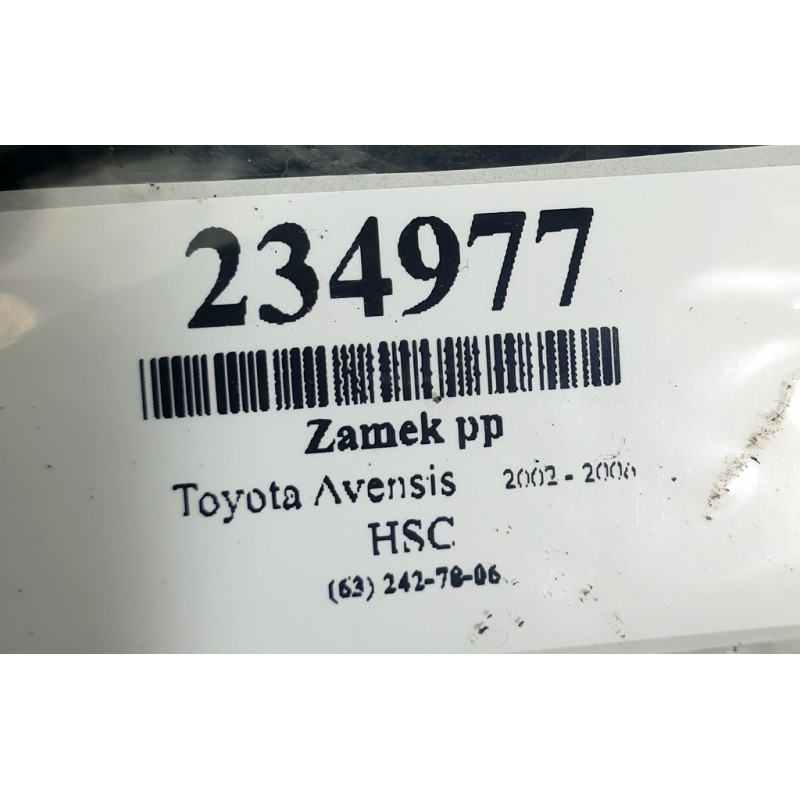 234977
Zamek pp
Toyota Avensis 2002 - 2006
HSC
(63) 242-78-06